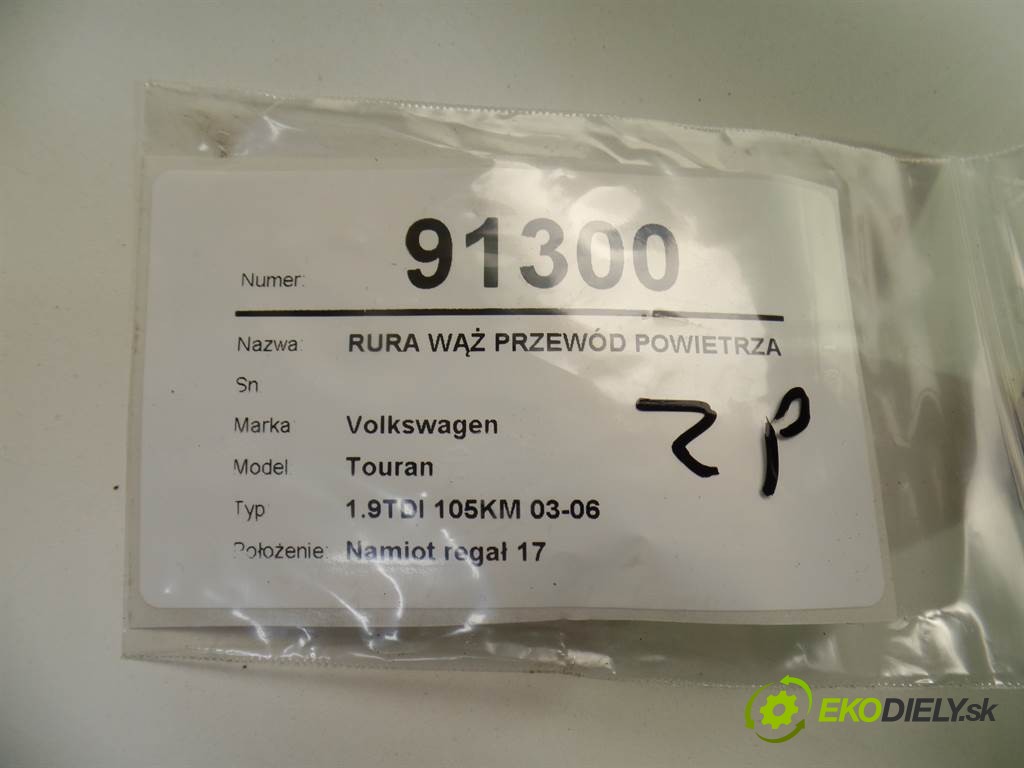 Numer: 91300
Nazwa: RURA WĄŻ PRZEWÓD POWIETRZA
Sn
Marka Volkswagen
Model Touran
Typ: 1.9TDI 105KM 03-06
Położenie: Namiot regał 17
ZP
EKODIELY.sk